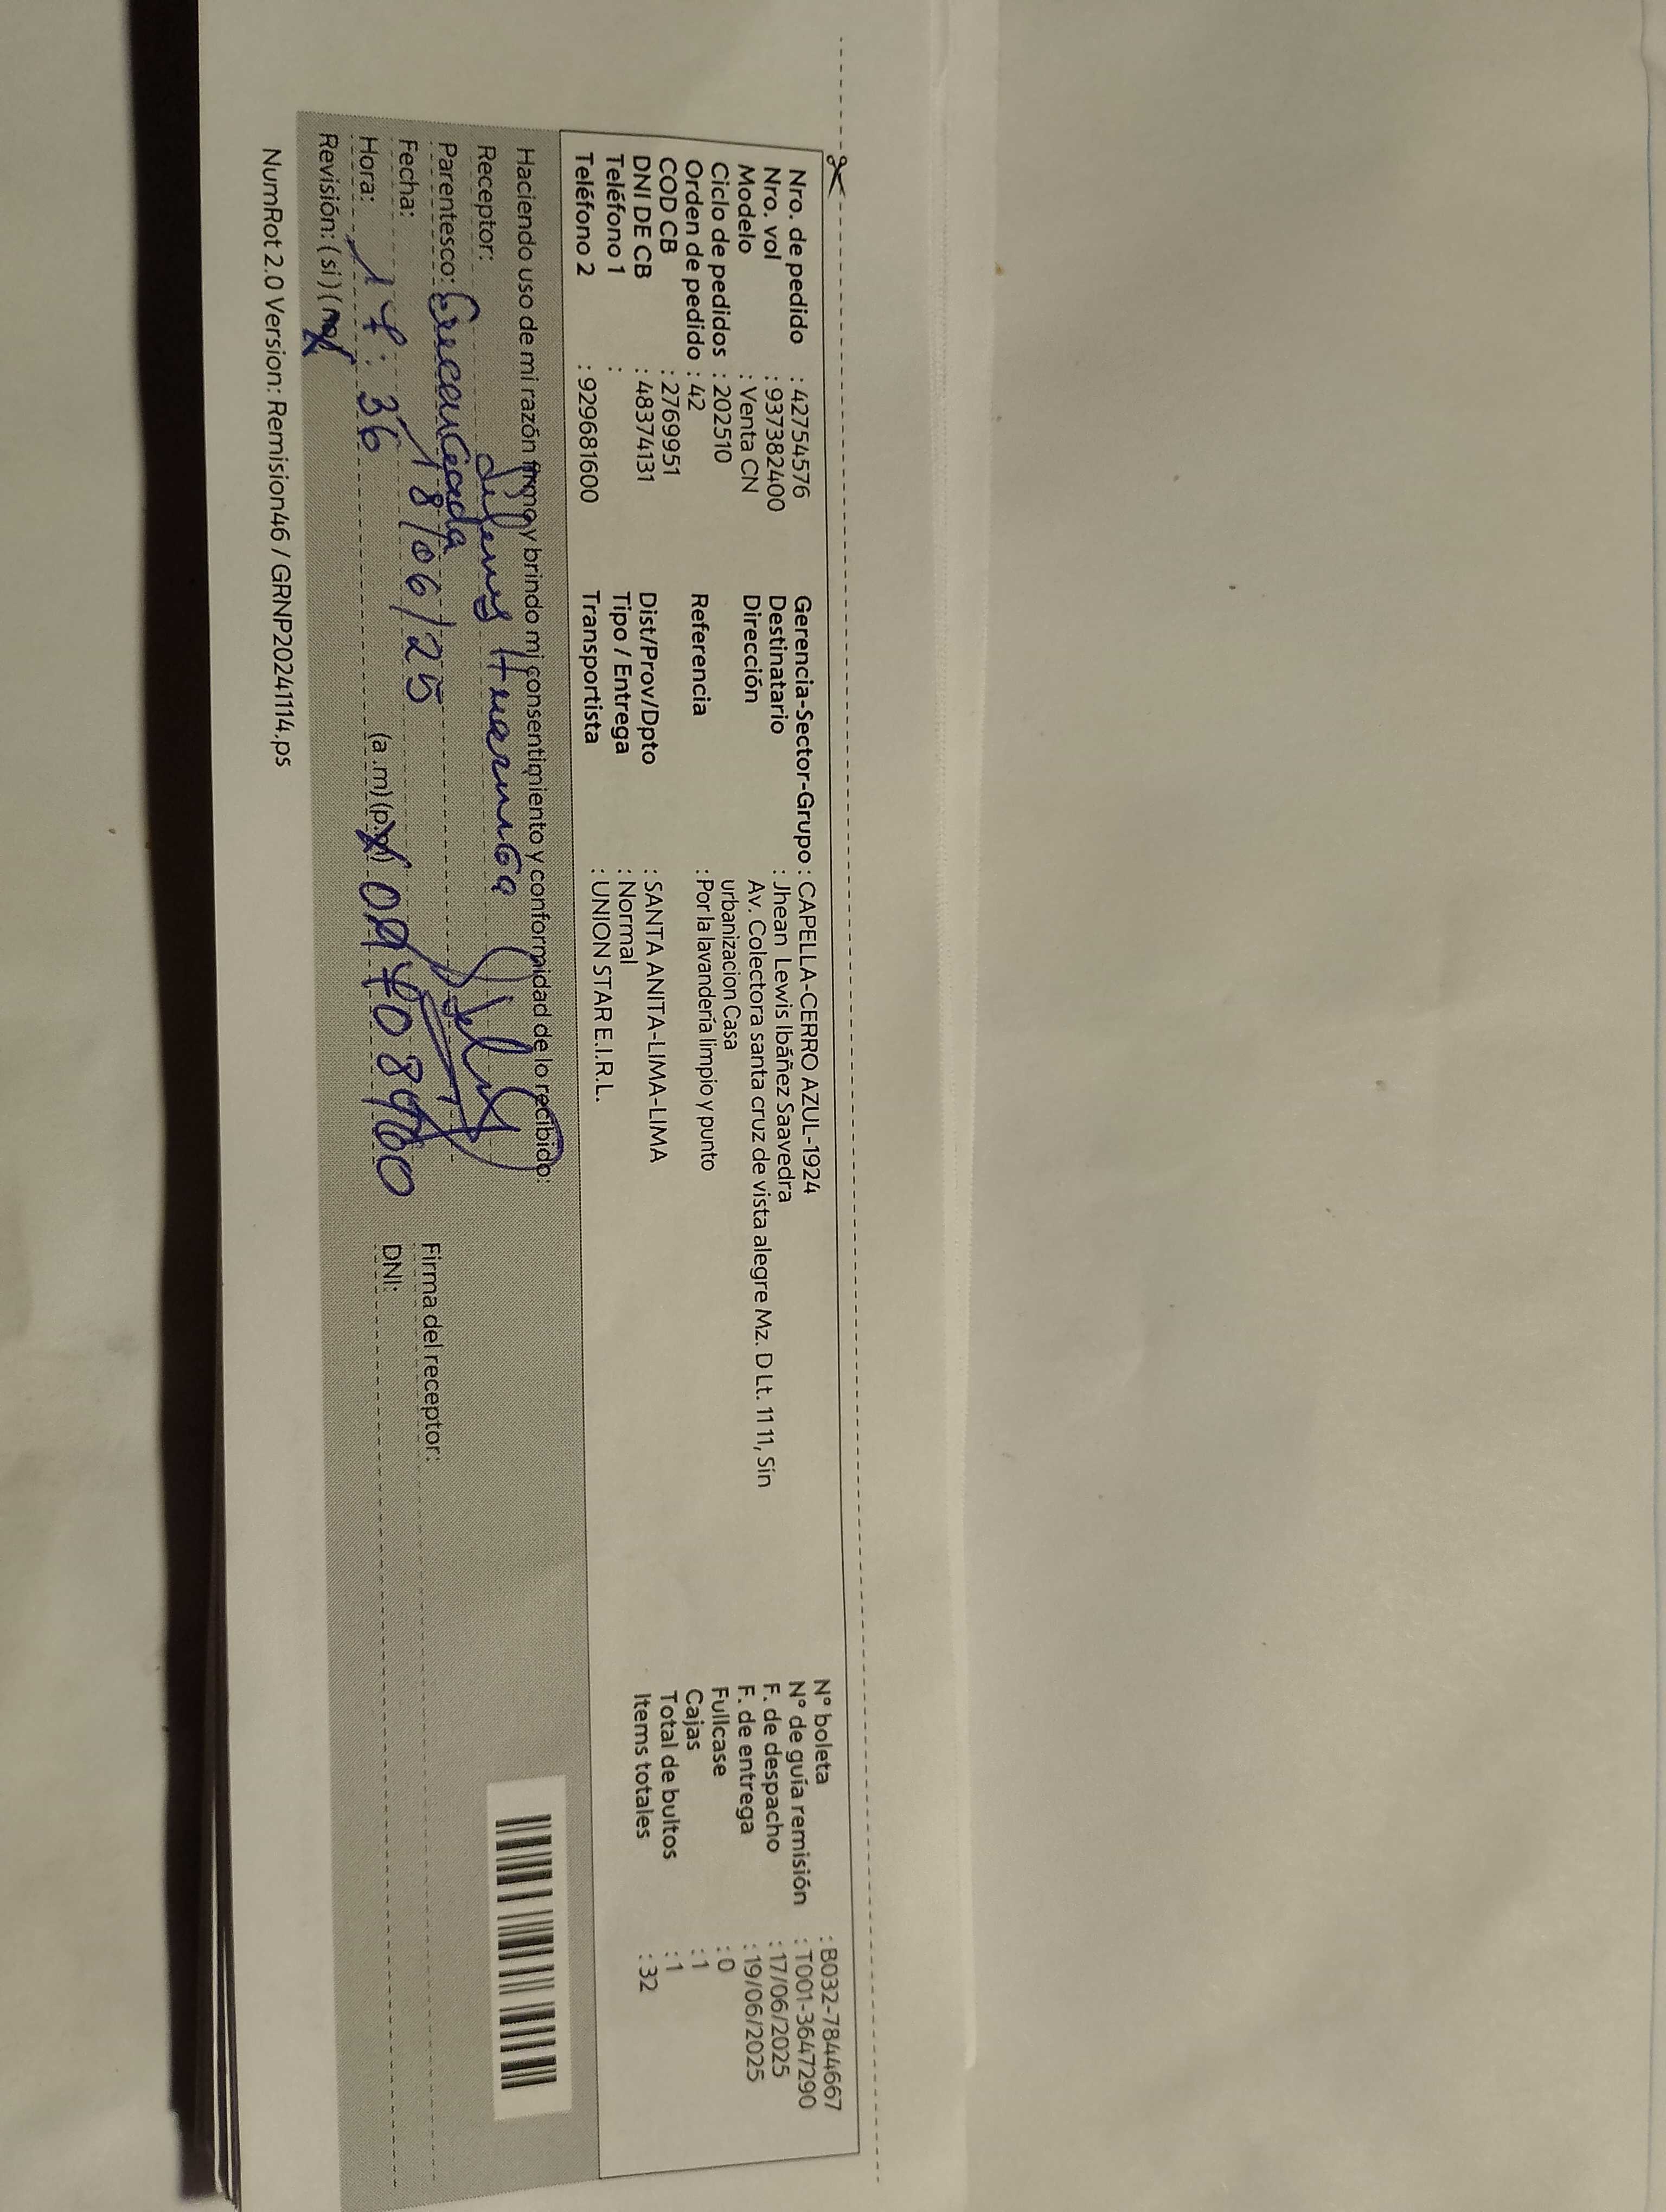 Nro. de pedido : 42754576 Gerencia-Sector-Grupo : CAPELLA-CERRO AZUL-1924 N° boleta : B032-7844667
Nro. vol : 937382400 Destinatario : Jhean Lewis Ibáñez Saavedra N° de guía remisión : T001-3647290
Modelo : Venta CN Dirección Av. Colectora santa cruz de vista alegre Mz. D Lt. 11 11, Sin F. de despacho : 17/06/2025
Ciclo de pedidos : 202510 urbanizacion Casa F. de entrega : 19/06/2025
Orden de pedido : 42 Referencia : Por la lavandería limpio y punto Fullcase : 0
COD CB : 2769951 Cajas : 1
DNI DE CB : 48374131 Dist/Prov/Dpto : SANTA ANITA-LIMA-LIMA Total de bultos : 1
Teléfono 1 : Tipo / Entrega : Normal Items totales : 32
Teléfono 2 : 929681600 Transportista : UNION STAR E.I.R.L.
Haciendo uso de mi razón firmo y brindo mi consentimiento y conformidad de lo recibido:
Receptor:
Parentesco: Firma del receptor:
Fecha: 18/06/25 DNI:
Hora: 17:36 (a.m) (p.m)
Revisión: (si) (no)
NumRot 2.0 Version: Remision46 / GRNP20241114.ps